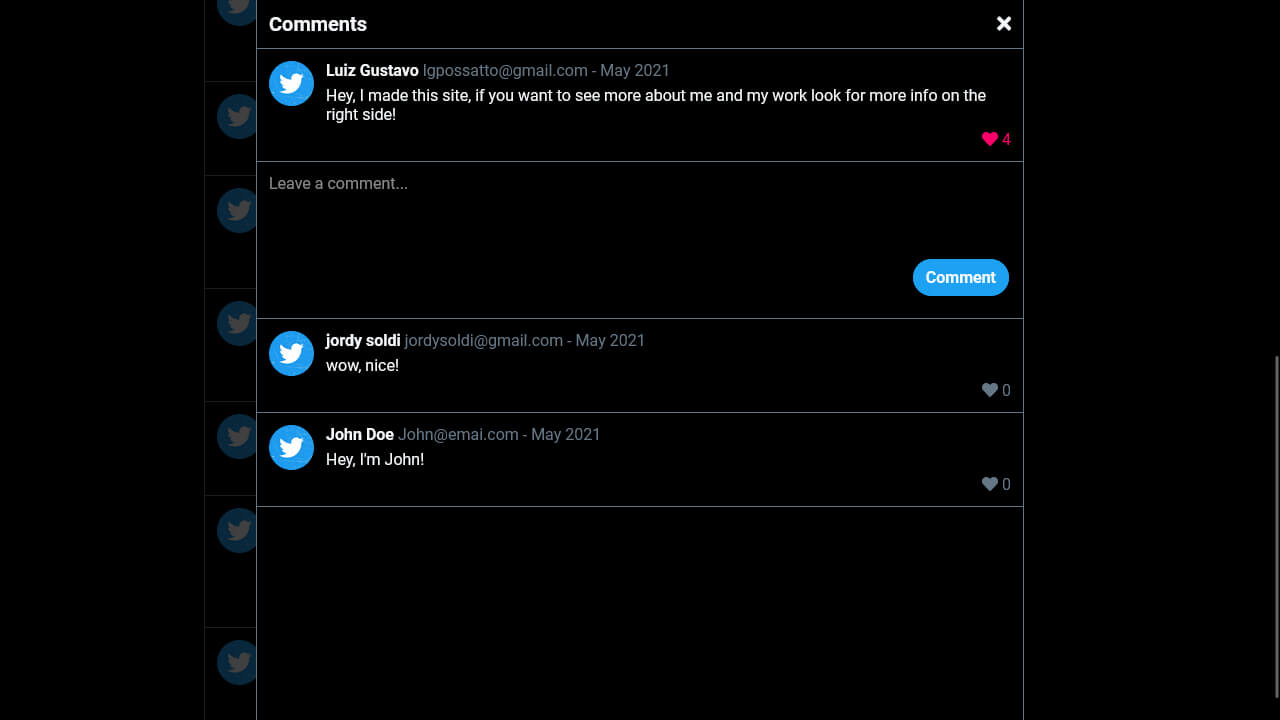 Comments
Luiz Gustavo lgpossatto@gmail.com - May 2021
Hey, I made this site, if you want to see more about me and my work look for more info on the
right side!
4
Leave a comment...
Comment
jordy soldi jordysoldi@gmail.com - May 2021
wow, nice!
0
John Doe John@emai.com - May 2021
Hey, I'm John!
0